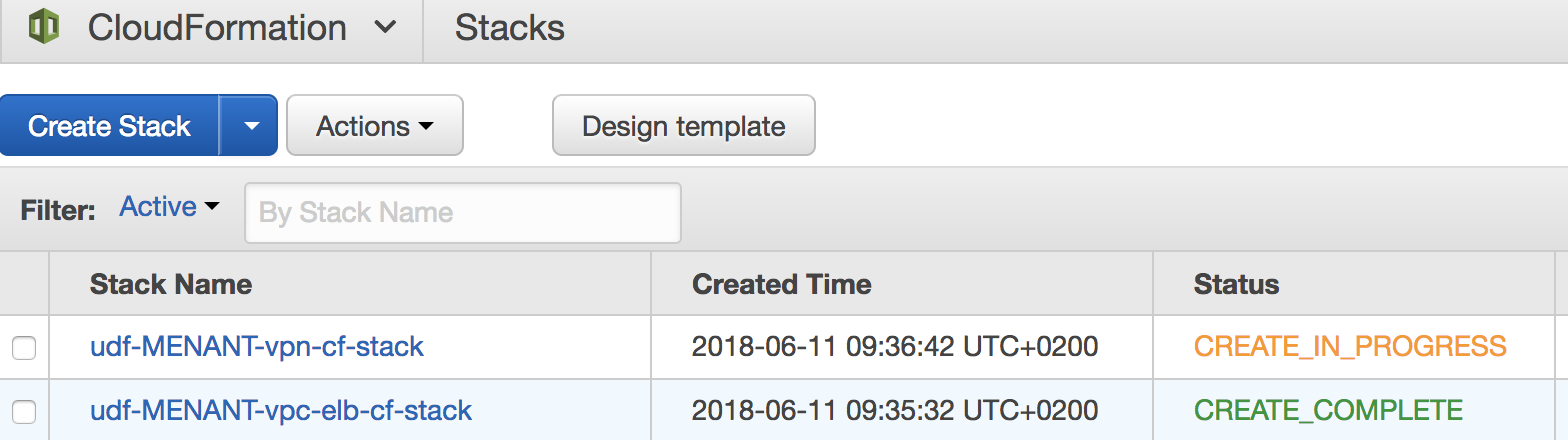 CloudFormation Stacks
Create Stack Actions Design template
Filter: Active By Stack Name
Stack Name Created Time Status
udf-MENANT-vpn-cf-stack 2018-06-11 09:36:42 UTC+0200 CREATE_IN_PROGRESS
udf-MENANT-vpc-elb-cf-stack 2018-06-11 09:35:32 UTC+0200 CREATE_COMPLETE